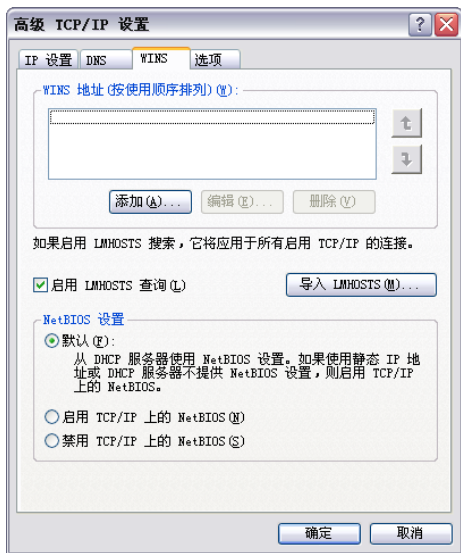 高级 TCP/IP 设置
IP 设置 DNS WINS 选项
WINS 地址(按使用顺序排列)(W):
添加(A)... 编辑(E)... 删除(V)
如果启用 LMHOSTS 搜索，它将应用于所有启用 TCP/IP 的连接。
启用 LMHOSTS 查询(L) 导入 LMHOSTS(M)...
NetBIOS 设置
默认(F):
从 DHCP 服务器使用 NetBIOS 设置。如果使用静态 IP 地
址或 DHCP 服务器不提供 NetBIOS 设置，则启用 TCP/IP
上的 NetBIOS。
启用 TCP/IP 上的 NetBIOS(N)
禁用 TCP/IP 上的 NetBIOS(S)
确定 取消